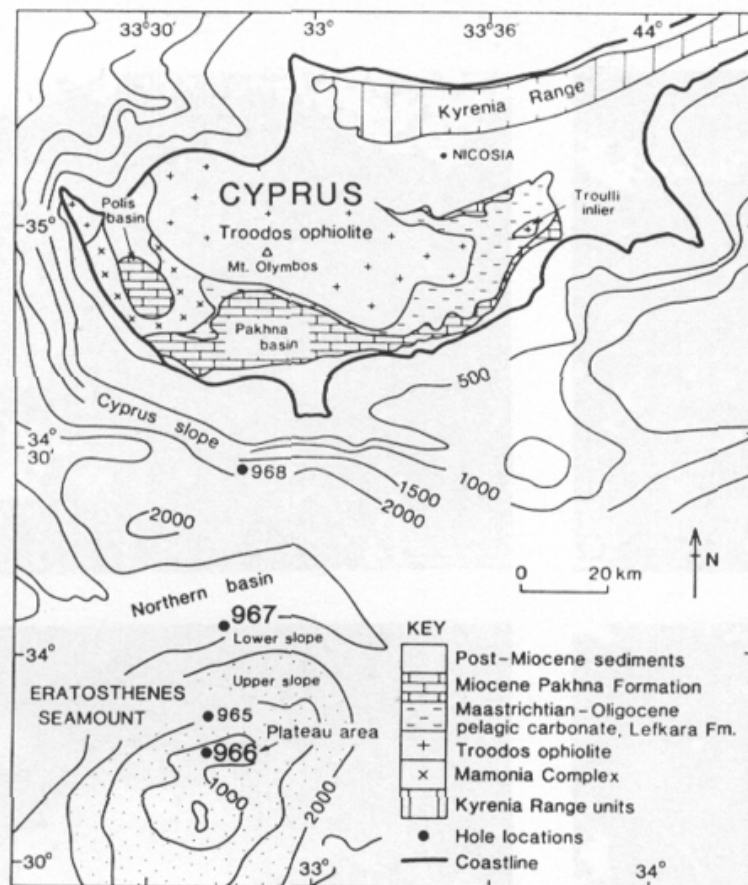 33°30′
33°
33°36′
44°
Kyrenia Range
NICOSIA
CYPRUS
Polis
basin
Troulli
inlier
35°
Troodos ophiolite
Mt. Olymbos
Pakhna
basin
500
Cyprus slope
34°
30′
968
1000
1500
2000
2000
N
0 20 km
Northern basin
967
Lower slope
34°
Upper slope
ERATOSTHENES
SEAMOUNT
965
Plateau area
966
1000
2000
KEY
Post-Miocene sediments
Miocene Pakhna Formation
Maastrichtian-Oligocene
pelagic carbonate, Lefkara Fm.
Troodos ophiolite
Mamonia Complex
Kyrenia Range units
Hole locations
Coastline
30°
33°
34°